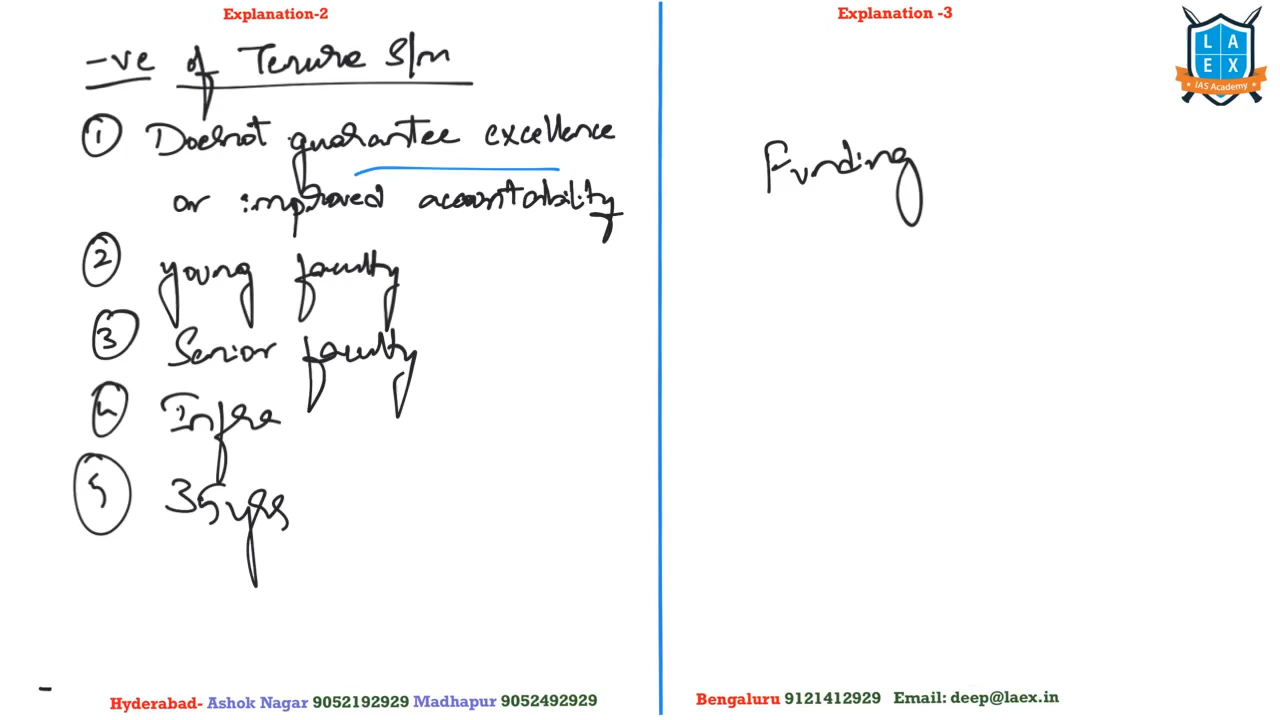 Explanation-2
-ve of Tenure S/m
① Doesnot guarantee excellence
or improved accountability
② young faculty
③ Senior faculty
④ Infra
⑤ 35yrs
Hyderabad- Ashok Nagar 9052192929 Madhapur 9052492929
Explanation -3
Funding
Bengaluru 9121412929 Email: deep@laex.in
L A
E X
IAS Academy